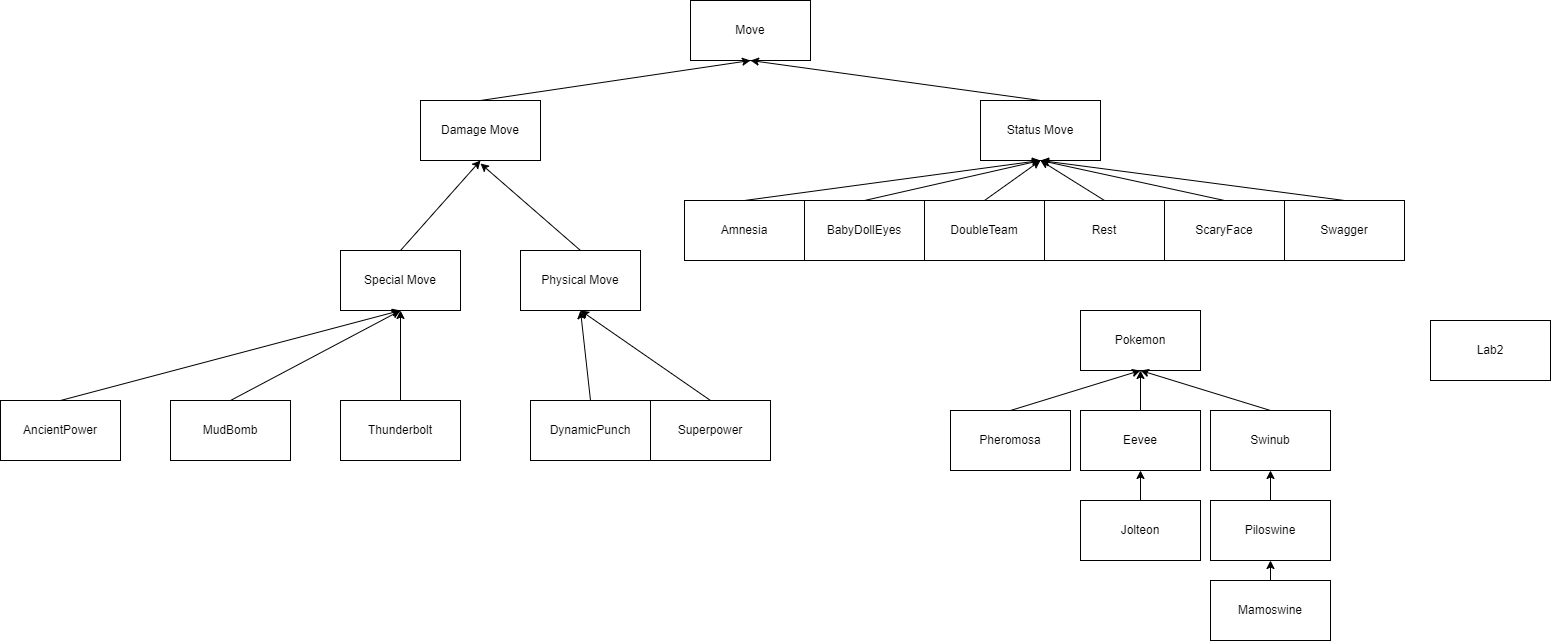 Move
Damage Move
Status Move
Amnesia
BabyDollEyes
DoubleTeam
Rest
ScaryFace
Swagger
Special Move
Physical Move
Pokemon
Lab2
AncientPower
MudBomb
Thunderbolt
DynamicPunch
Superpower
Pheromosa
Eevee
Swinub
Jolteon
Piloswine
Mamoswine